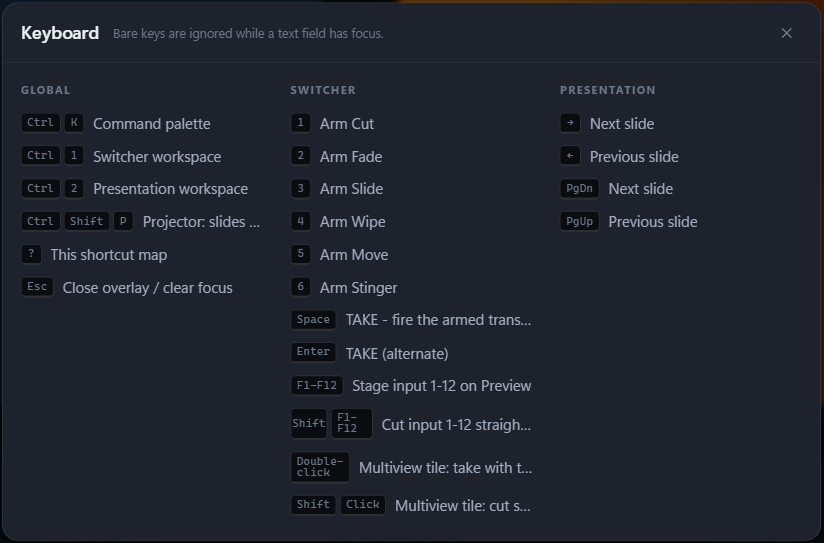 Keyboard Bare keys are ignored while a text field has focus. ×
GLOBAL
Ctrl K Command palette
Ctrl 1 Switcher workspace
Ctrl 2 Presentation workspace
Ctrl Shift P Projector: slides ...
? This shortcut map
Esc Close overlay / clear focus
SWITCHER
1 Arm Cut
2 Arm Fade
3 Arm Slide
4 Arm Wipe
5 Arm Move
6 Arm Stinger
Space TAKE - fire the armed trans...
Enter TAKE (alternate)
F1–F12 Stage input 1-12 on Preview
Shift F1–F12 Cut input 1-12 straigh...
Double-click Multiview tile: take with t...
Shift Click Multiview tile: cut s...
PRESENTATION
→ Next slide
← Previous slide
PgDn Next slide
PgUp Previous slide